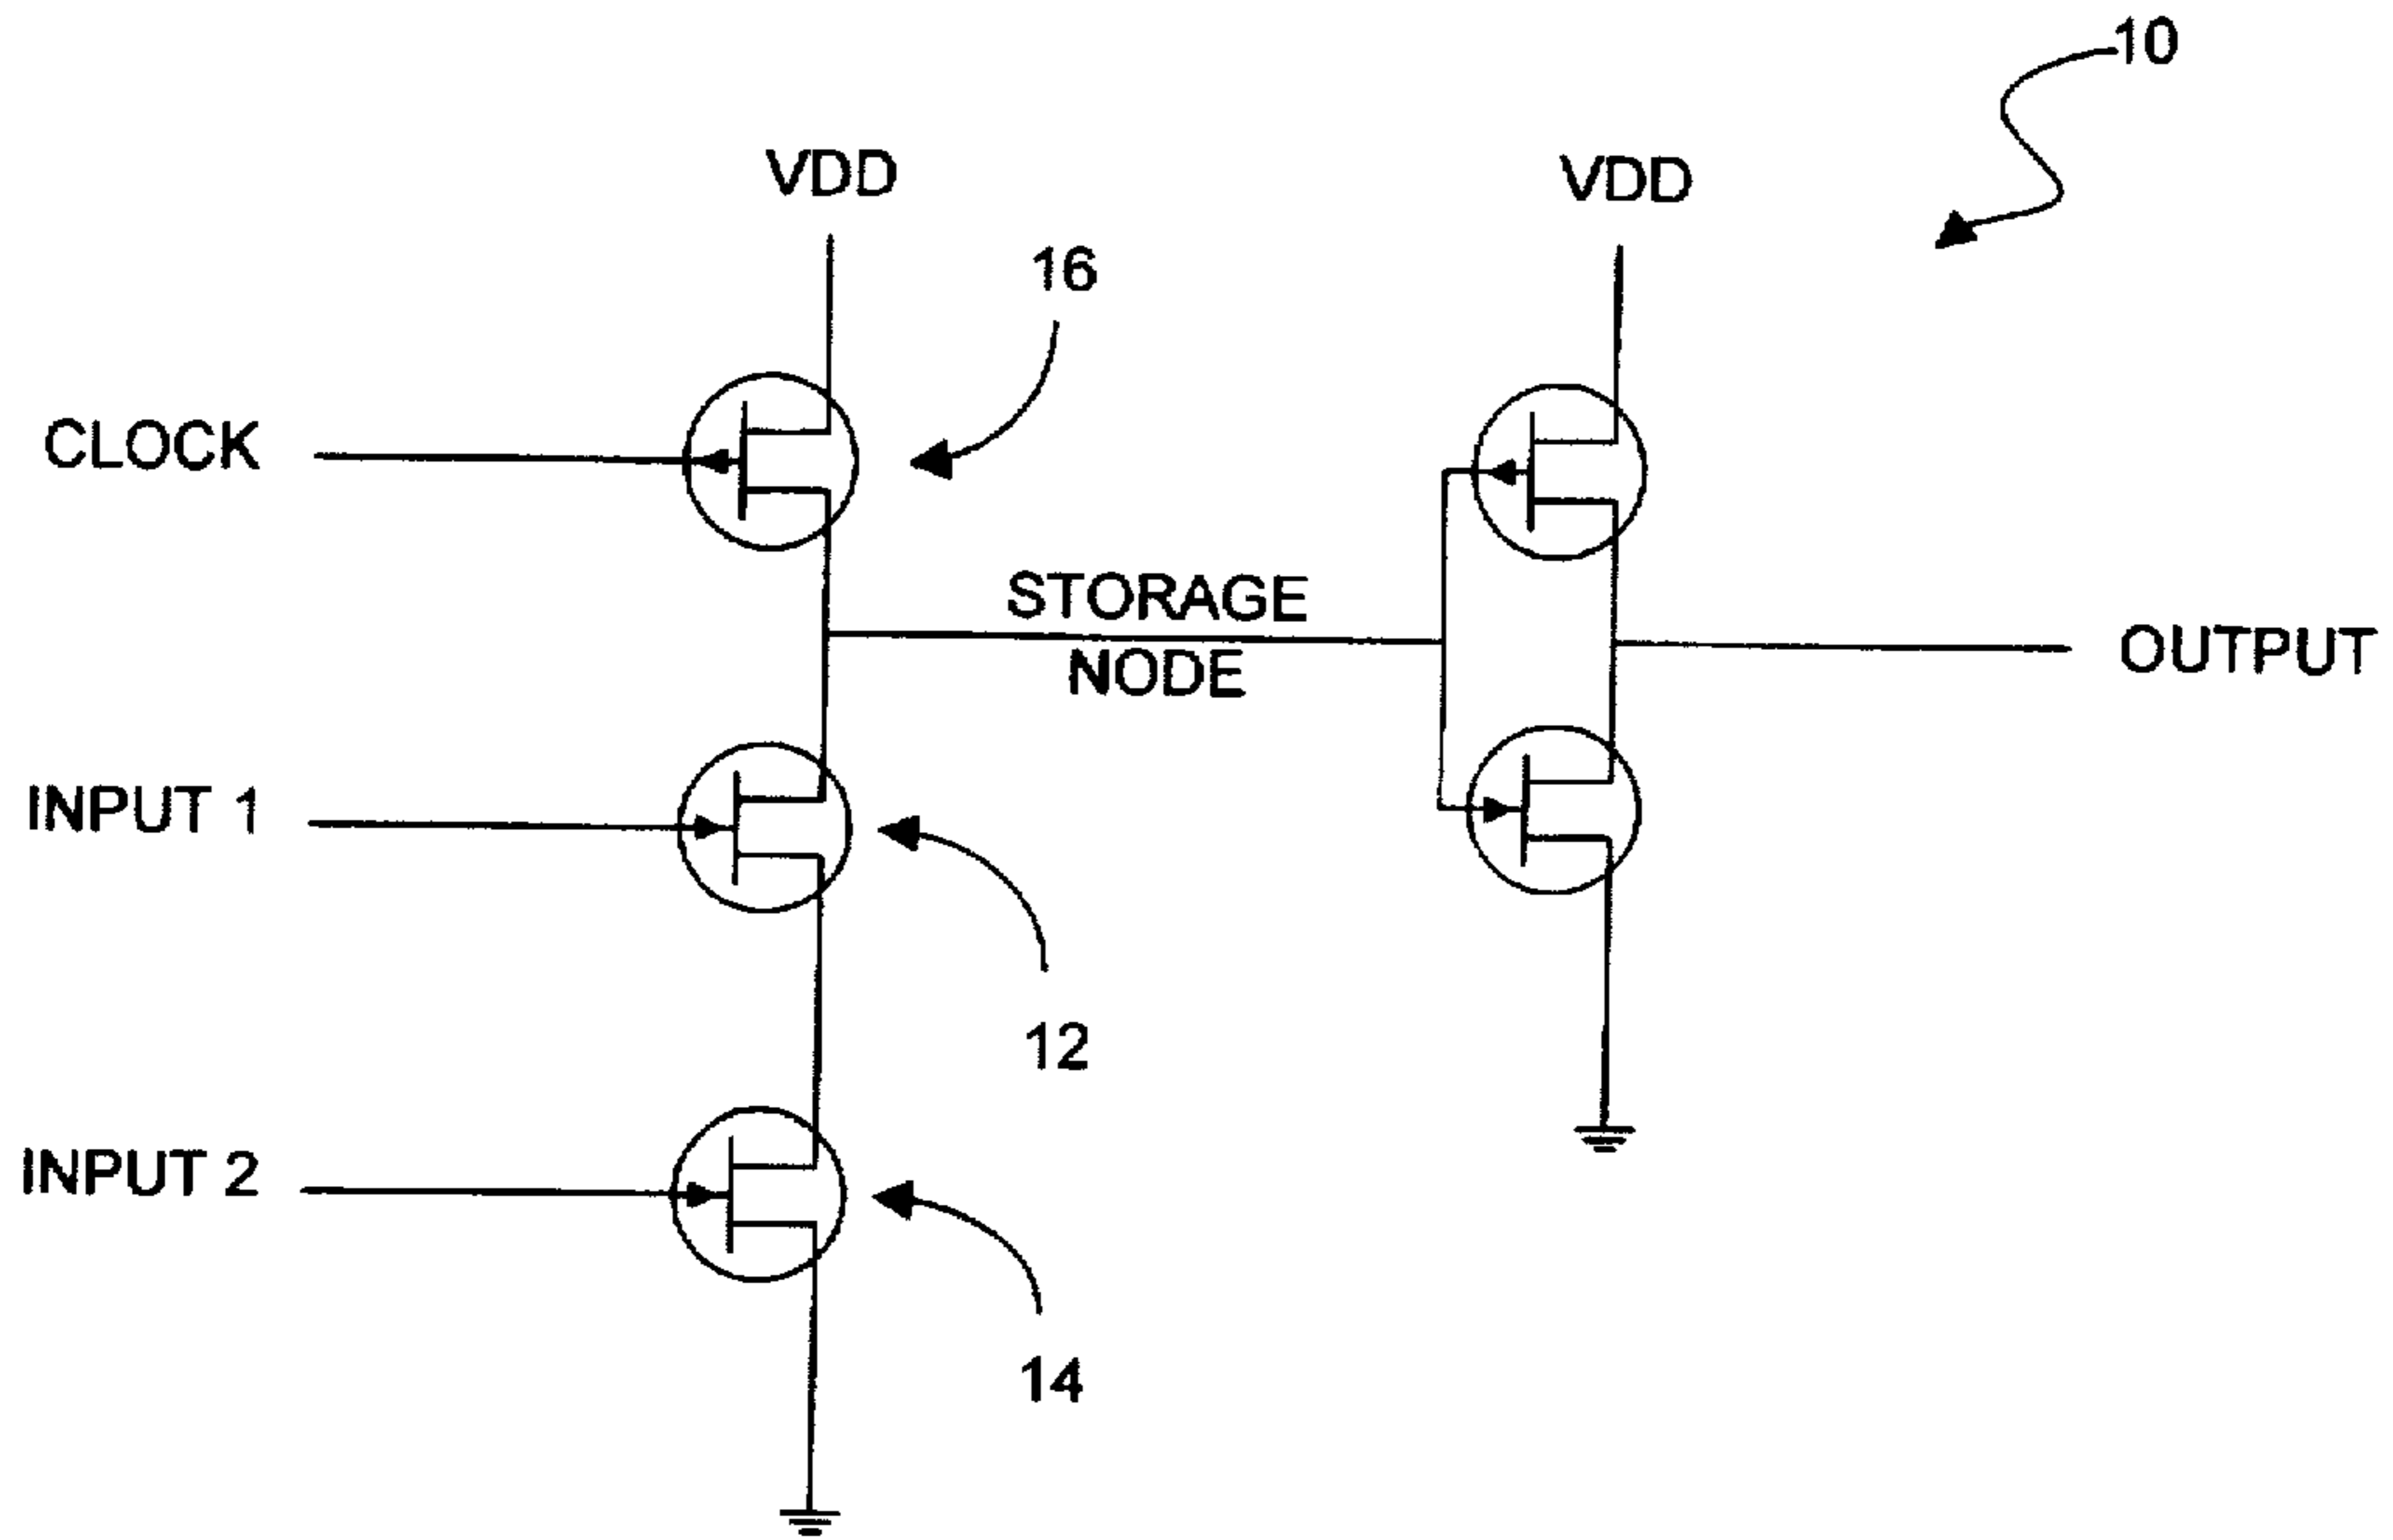 10
VDD
VDD
16
CLOCK
STORAGE
NODE
OUTPUT
INPUT 1
12
INPUT 2
14